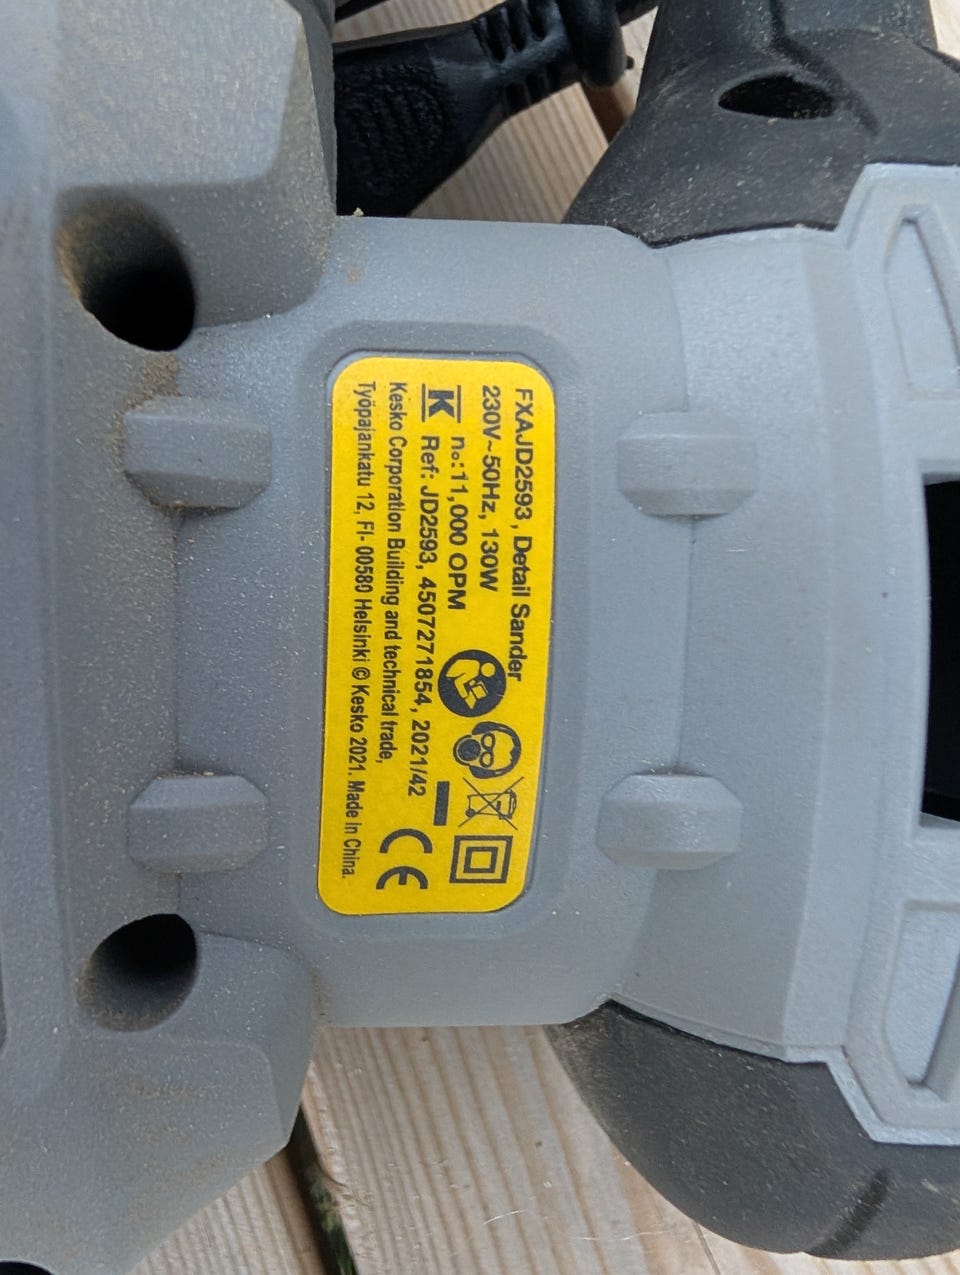 FXAJD2593, Detail Sander
230V~50Hz, 130W
n₀:11,000 OPM
K Ref: JD2593, 4507271854, 2021/42
CE
Kesko Corporation Building and technical trade,
Työpajankatu 12, FI- 00580 Helsinki © Kesko 2021. Made in China.